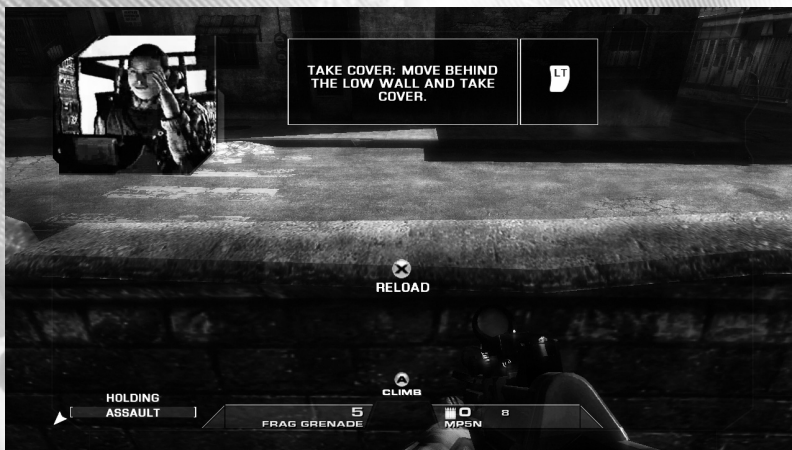 TAKE COVER: MOVE BEHIND
THE LOW WALL AND TAKE
COVER.
LT
X
RELOAD
A
CLIMB
HOLDING
ASSAULT
5
FRAG GRENADE
0 8
MP5N